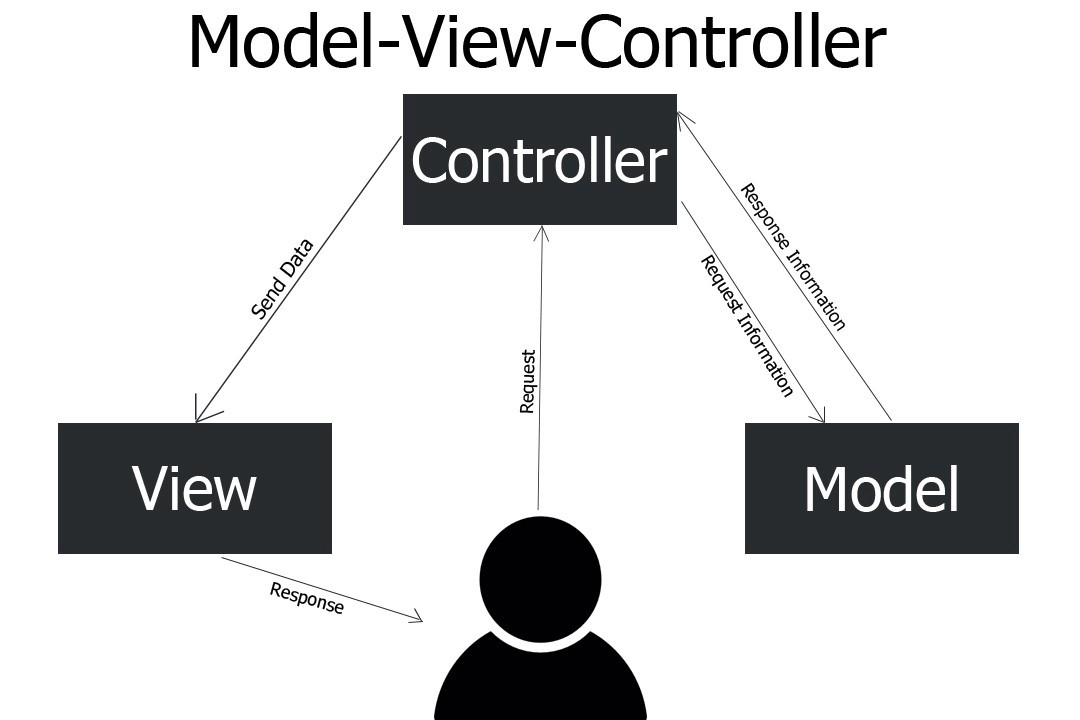 Model-View-Controller
Controller
Send Data
Request
Request Information
Response Information
View
Model
Response